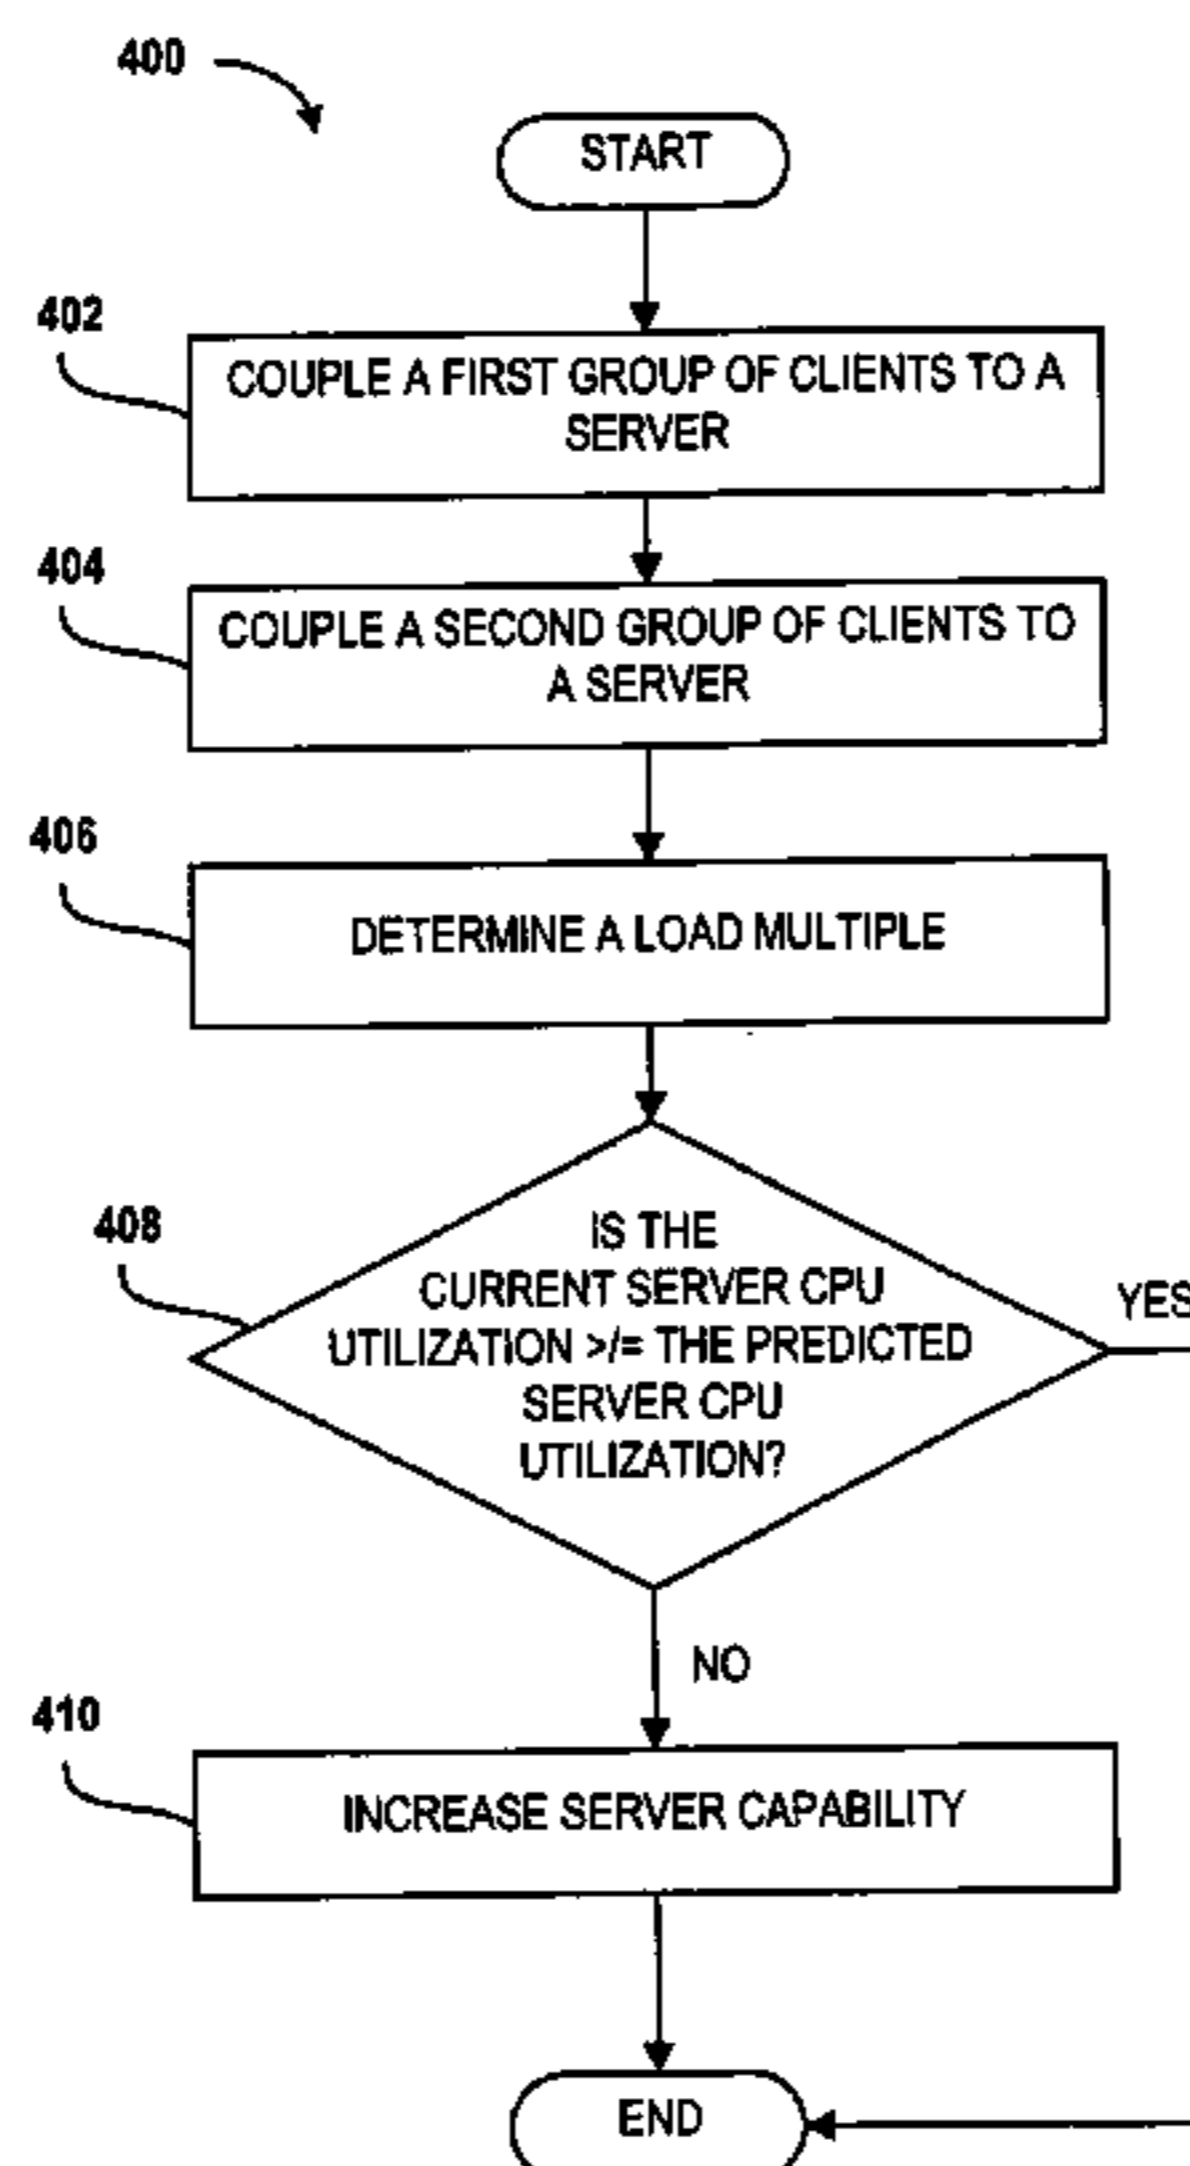 400
START
402
COUPLE A FIRST GROUP OF CLIENTS TO A
SERVER
404
COUPLE A SECOND GROUP OF CLIENTS TO
A SERVER
406
DETERMINE A LOAD MULTIPLE
408
IS THE
CURRENT SERVER CPU
UTILIZATION >/= THE PREDICTED
SERVER CPU
UTILIZATION?
YES
NO
410
INCREASE SERVER CAPABILITY
END